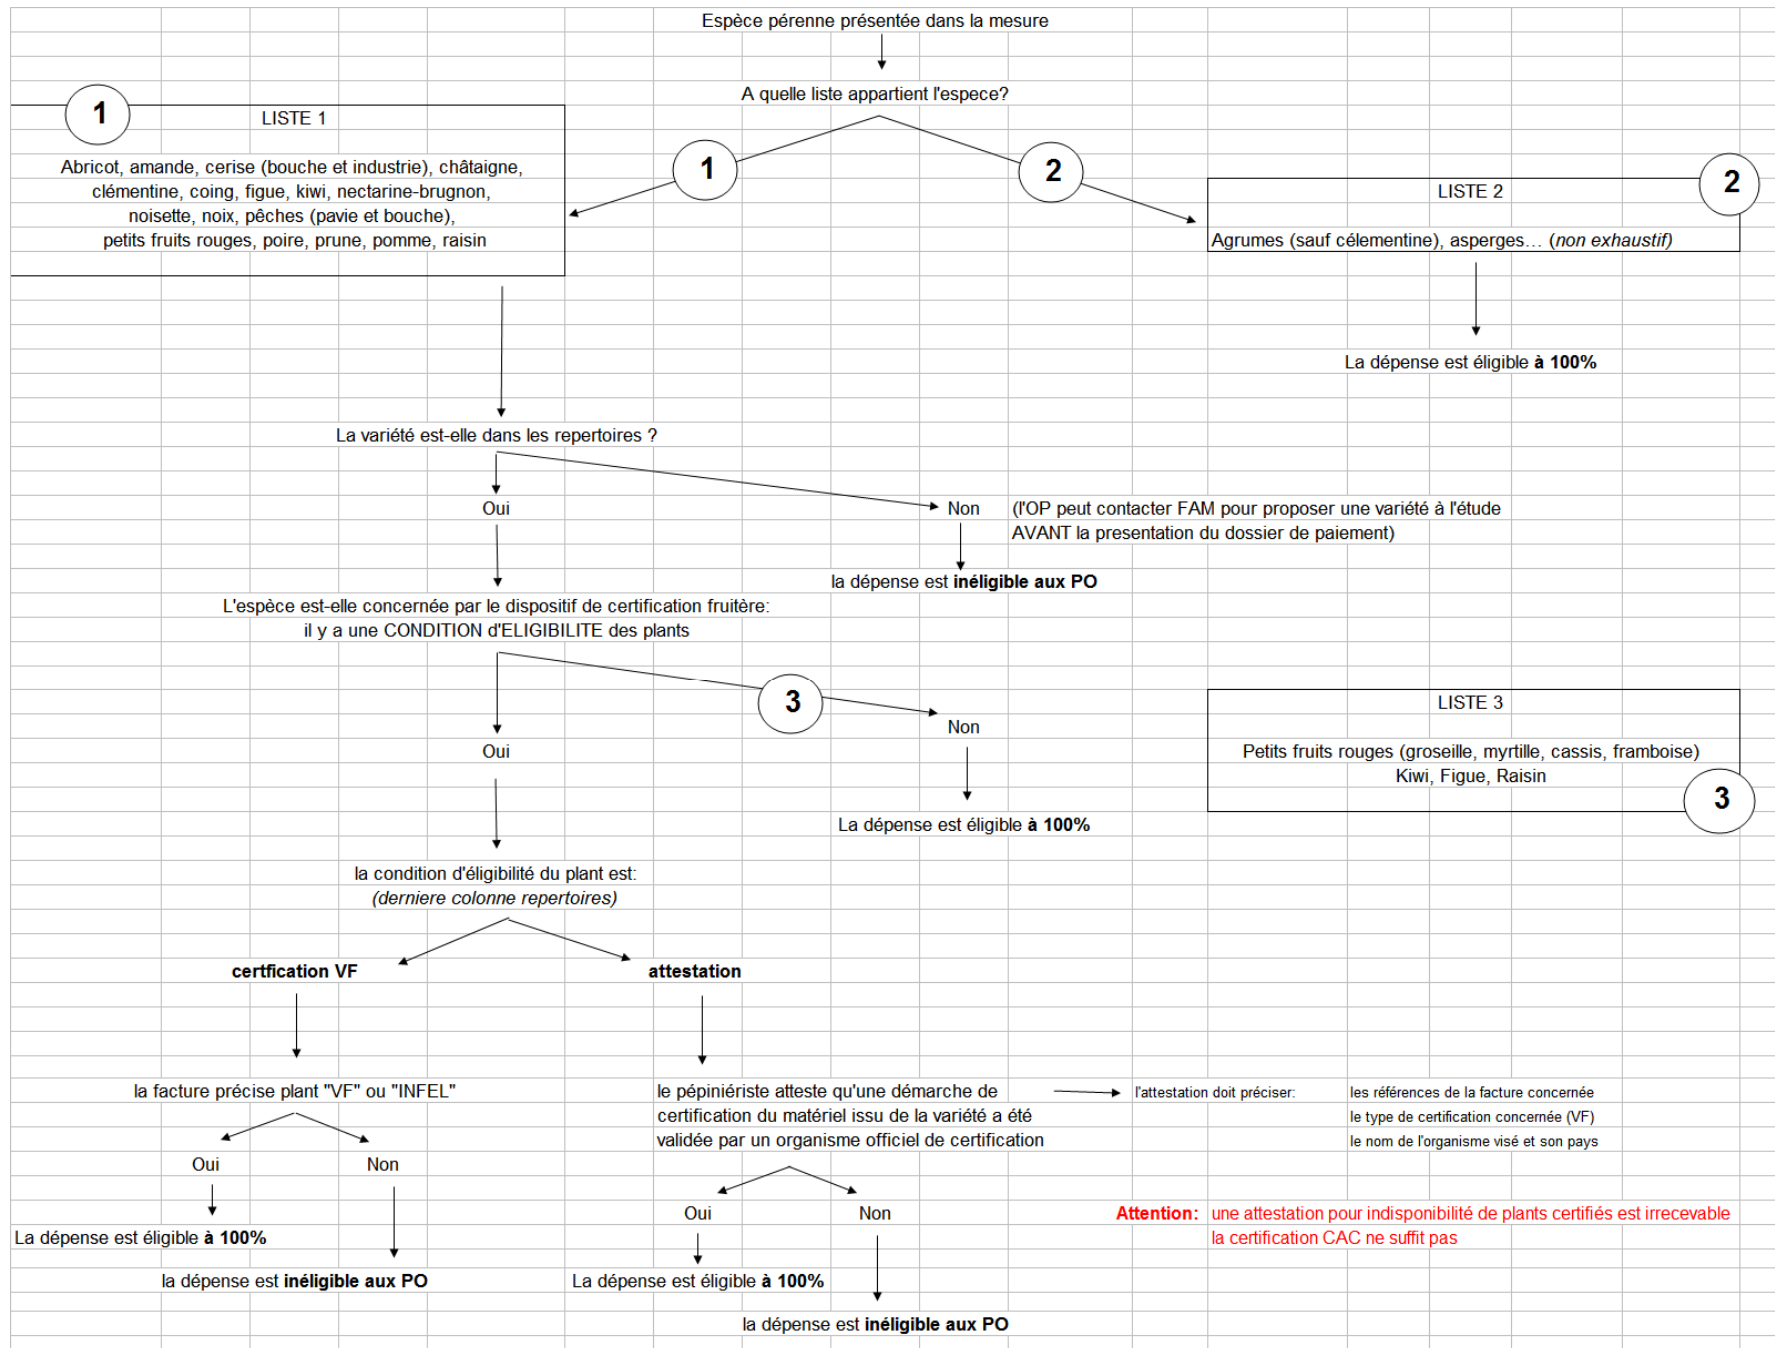 Espèce pérenne présentée dans la mesure
A quelle liste appartient l'espece?
1
LISTE 1
Abricot, amande, cerise (bouche et industrie), châtaigne,
clémentine, coing, figue, kiwi, nectarine-brugnon,
noisette, noix, pêches (pavie et bouche),
petits fruits rouges, poire, prune, pomme, raisin
1
2
2
LISTE 2
Agrumes (sauf célementine), asperges… (non exhaustif)
La dépense est éligible à 100%
La variété est-elle dans les repertoires ?
Oui
Non
(l'OP peut contacter FAM pour proposer une variété à l'étude
AVANT la presentation du dossier de paiement)
la dépense est inéligible aux PO
L'espèce est-elle concernée par le dispositif de certification fruitère:
il y a une CONDITION d'ELIGIBILITE des plants
3
Non
Oui
La dépense est éligible à 100%
LISTE 3
Petits fruits rouges (groseille, myrtille, cassis, framboise)
Kiwi, Figue, Raisin
3
la condition d'éligibilité du plant est:
(derniere colonne repertoires)
certfication VF
attestation
la facture précise plant "VF" ou "INFEL"
Oui
Non
La dépense est éligible à 100%
la dépense est inéligible aux PO
le pépiniériste atteste qu'une démarche de
certification du matériel issu de la variété a été
validée par un organisme officiel de certification
l'attestation doit préciser:
les références de la facture concernée
le type de certification concernée (VF)
le nom de l'organisme visé et son pays
Oui
Non
La dépense est éligible à 100%
la dépense est inéligible aux PO
Attention: une attestation pour indisponibilité de plants certifiés est irrecevable
la certification CAC ne suffit pas